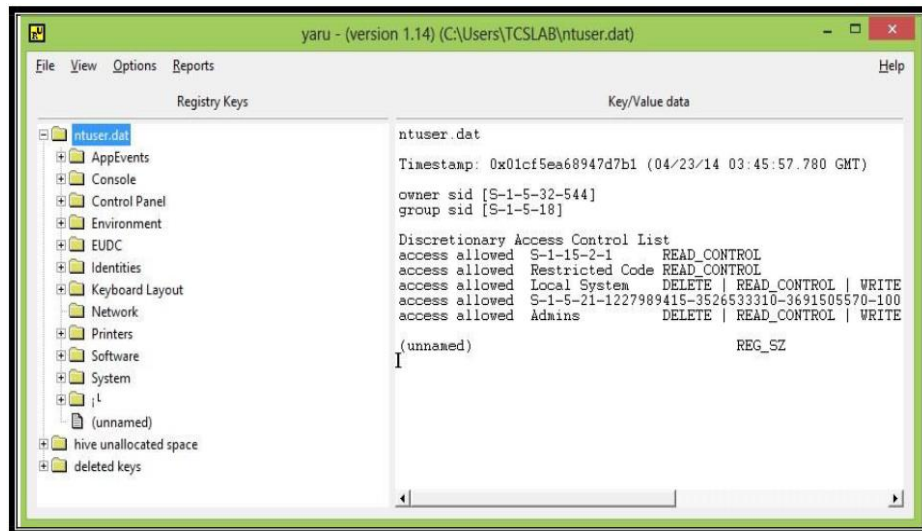 yaru - (version 1.14) (C:\Users\TCSLAB\ntuser.dat)
File View Options Reports Help
Registry Keys
ntuser.dat
AppEvents
Console
Control Panel
Environment
EUDC
Identities
Keyboard Layout
Network
Printers
Software
System
(unnamed)
hive unallocated space
deleted keys
Key/Value data
ntuser.dat
Timestamp: 0x01cf5ea68947d7b1 (04/23/14 03:45:57.780 GMT)
owner sid [S-1-5-32-544]
group sid [S-1-5-18]
Discretionary Access Control List
access allowed S-1-15-2-1 READ_CONTROL
access allowed Restricted Code READ_CONTROL
access allowed Local System DELETE | READ_CONTROL | WRITE
access allowed S-1-5-21-1227989415-3526533310-3691505570-100
access allowed Admins DELETE | READ_CONTROL | WRITE
(unnamed) REG_SZ